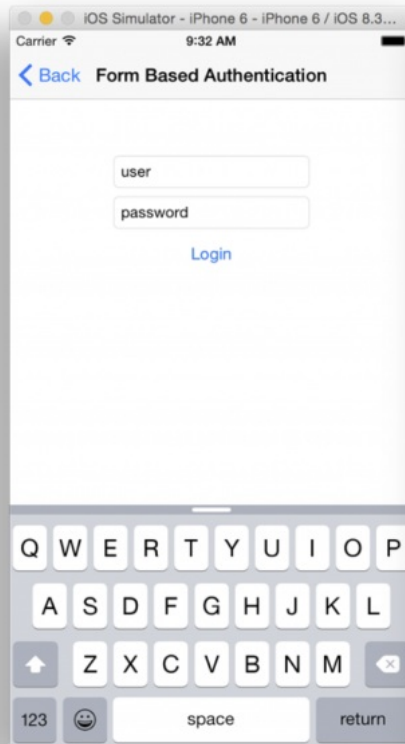 iOS Simulator - iPhone 6 - iPhone 6 / iOS 8.3...
Carrier 9:32 AM
Back Form Based Authentication
user
password
Login
Q W E R T Y U I O P
A S D F G H J K L
Z X C V B N M
123 space return